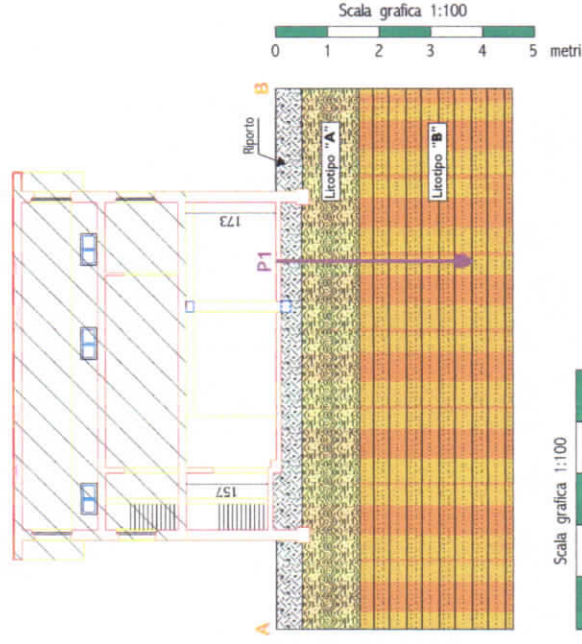 Scala grafica 1:100
0 1 2 3 4 5 metri
A
B
Riporto
Litotipo "A"
Litotipo "B"
173
P1
157
Scala grafica 1:100